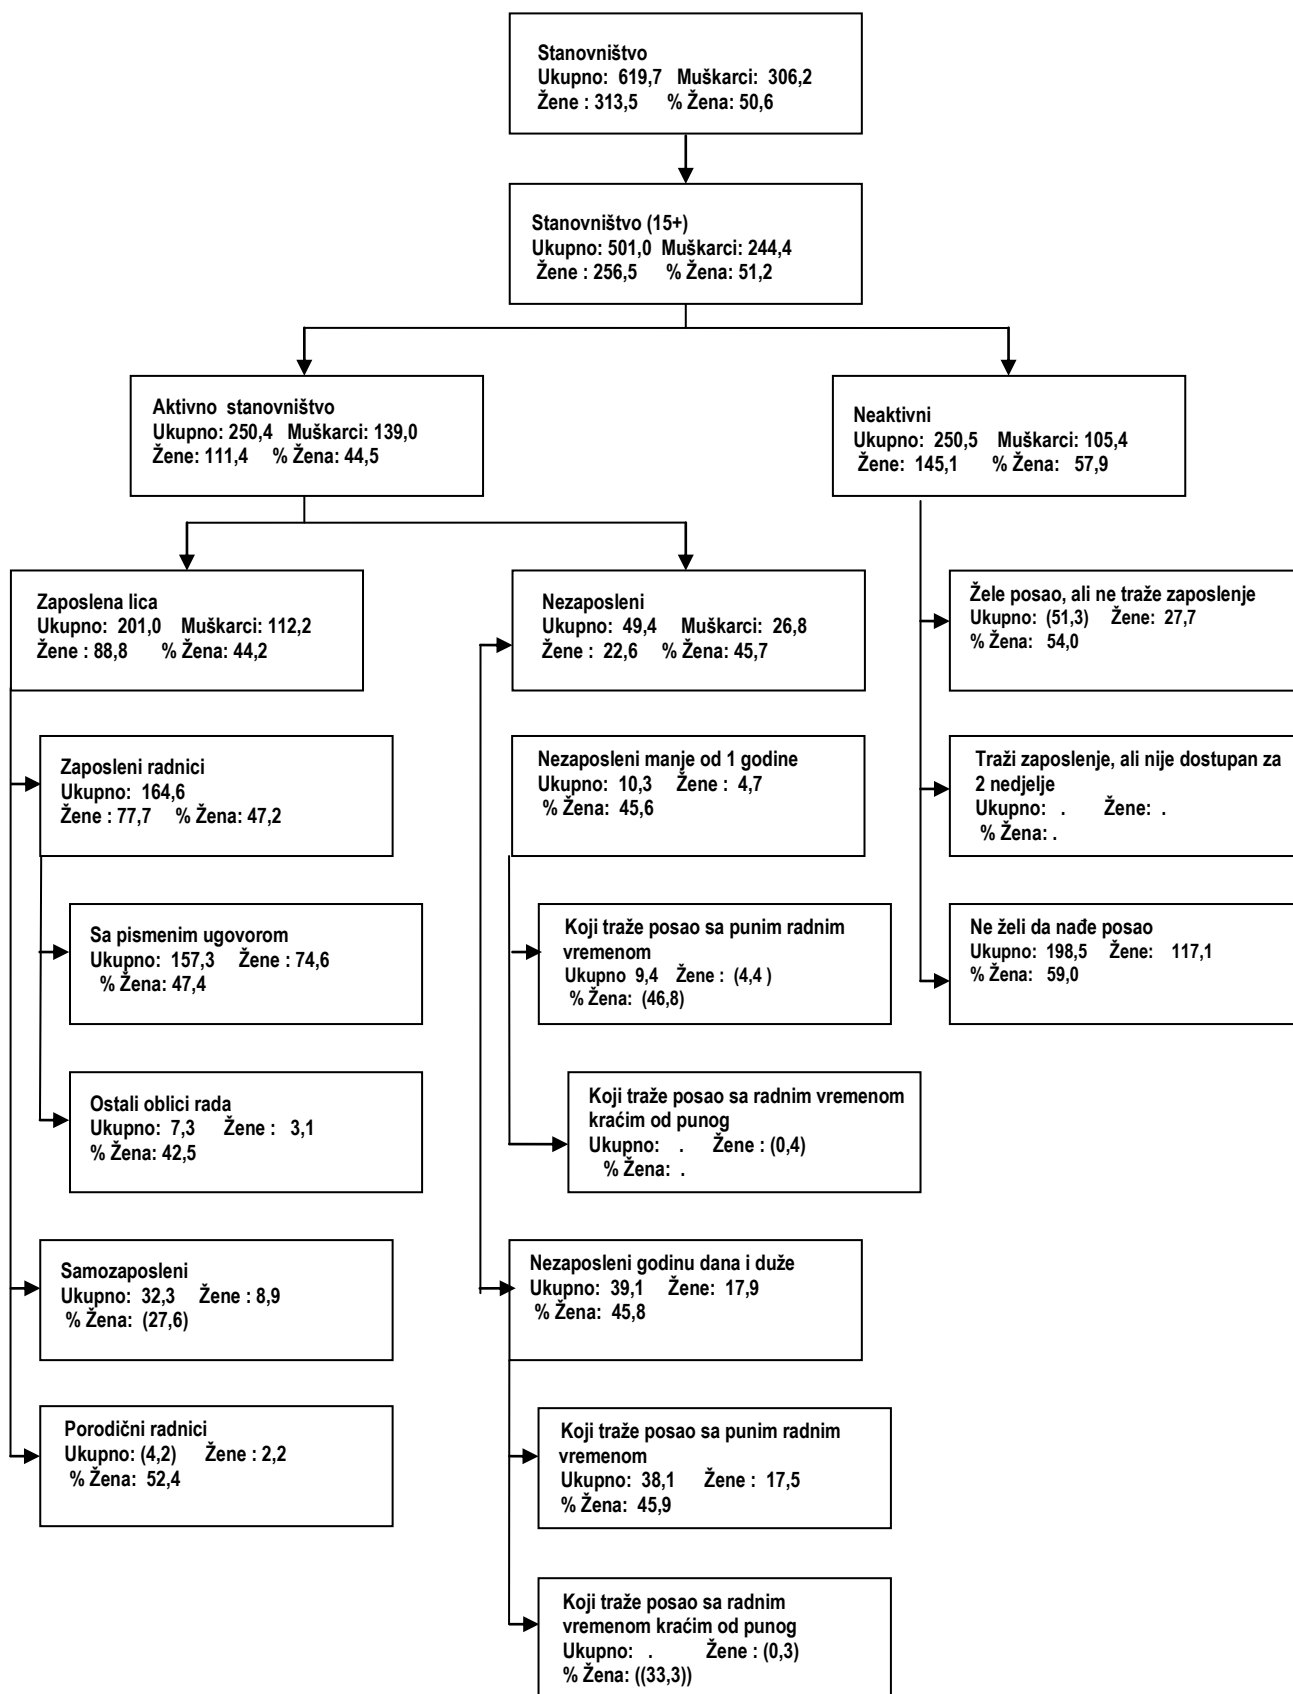 Stanovništvo
Ukupno: 619,7 Muškarci: 306,2
Žene : 313,5 % Žena: 50,6
Stanovništvo (15+)
Ukupno: 501,0 Muškarci: 244,4
Žene : 256,5 % Žena: 51,2
Aktivno stanovništvo
Ukupno: 250,4 Muškarci: 139,0
Žene: 111,4 % Žena: 44,5
Neaktivni
Ukupno: 250,5 Muškarci: 105,4
Žene: 145,1 % Žena: 57,9
Zaposlena lica
Ukupno: 201,0 Muškarci: 112,2
Žene : 88,8 % Žena: 44,2
Zaposleni radnici
Ukupno: 164,6
Žene : 77,7 % Žena: 47,2
Sa pismenim ugovorom
Ukupno: 157,3 Žene : 74,6
% Žena: 47,4
Ostali oblici rada
Ukupno: 7,3 Žene : 3,1
% Žena: 42,5
Samozaposleni
Ukupno: 32,3 Žene : 8,9
% Žena: (27,6)
Porodični radnici
Ukupno: (4,2) Žene : 2,2
% Žena: 52,4
Nezaposleni
Ukupno: 49,4 Muškarci: 26,8
Žene : 22,6 % Žena: 45,7
Nezaposleni manje od 1 godine
Ukupno: 10,3 Žene : 4,7
% Žena: 45,6
Koji traže posao sa punim radnim
vremenom
Ukupno 9,4 Žene : (4,4 )
% Žena: (46,8)
Koji traže posao sa radnim vremenom
kraćim od punog
Ukupno: . Žene : (0,4)
% Žena: .
Nezaposleni godinu dana i duže
Ukupno: 39,1 Žene: 17,9
% Žena: 45,8
Koji traže posao sa punim radnim
vremenom
Ukupno: 38,1 Žene : 17,5
% Žena: 45,9
Koji traže posao sa radnim
vremenom kraćim od punog
Ukupno: . Žene : (0,3)
% Žena: ((33,3))
Žele posao, ali ne traže zaposlenje
Ukupno: (51,3) Žene: 27,7
% Žena: 54,0
Traži zaposlenje, ali nije dostupan za
2 nedjelje
Ukupno: . Žene: .
% Žena: .
Ne želi da nađe posao
Ukupno: 198,5 Žene: 117,1
% Žena: 59,0